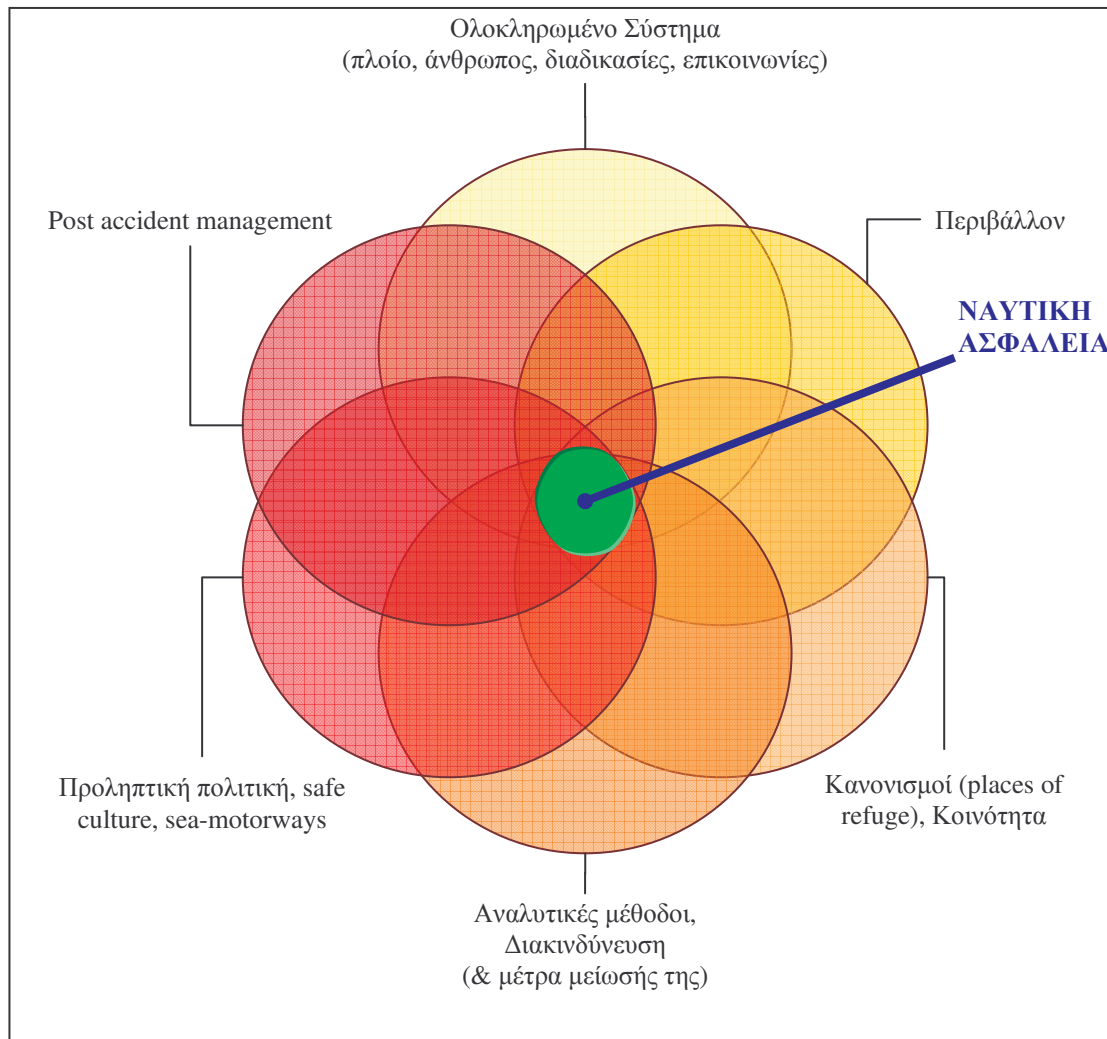 Ολοκληρωμένο Σύστημα
(πλοίο, άνθρωπος, διαδικασίες, επικοινωνίες)
Post accident management
Περιβάλλον
ΝΑΥΤΙΚΗ
ΑΣΦΑΛΕΙΑ
Προληπτική πολιτική, safe
culture, sea-motorways
Κανονισμοί (places of
refuge), Κοινότητα
Αναλυτικές μέθοδοι,
Διακινδύνευση
(& μέτρα μείωσής της)